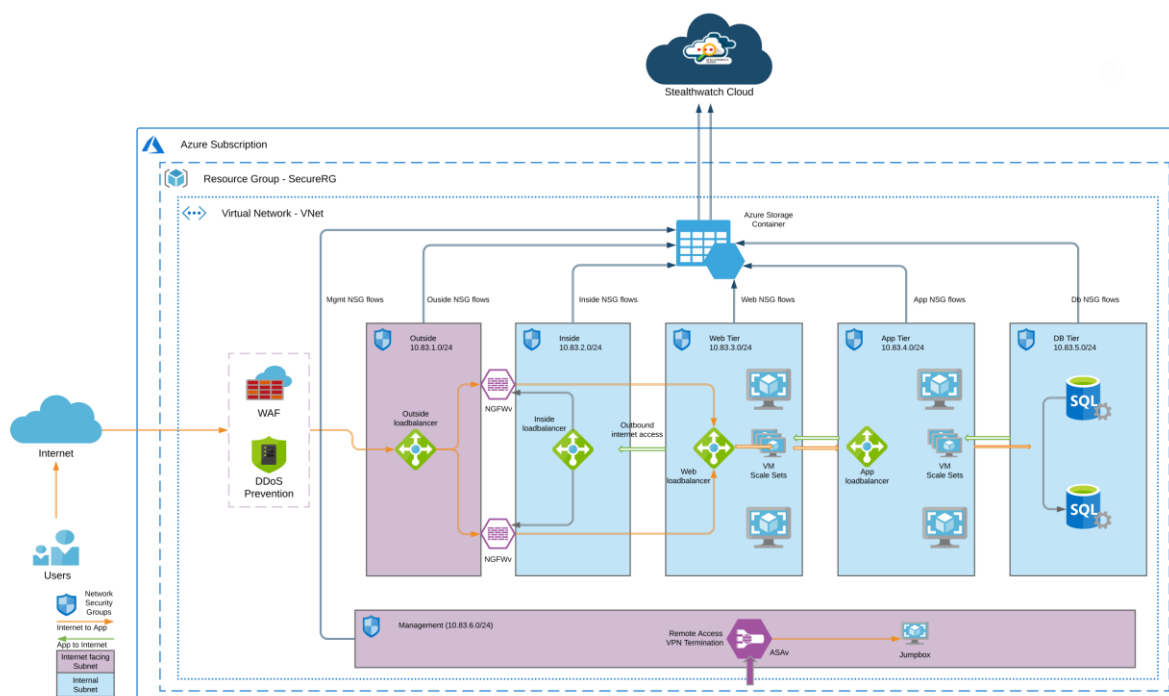 Stealthwatch Cloud
Azure Subscription
Resource Group - SecureRG
Virtual Network - VNet
Azure Storage
Container
Mgmt NSG flows
Ouside NSG flows
Inside NSG flows
Web NSG flows
App NSG flows
Db NSG flows
Outside
10.83.1.0/24
Inside
10.83.2.0/24
Web Tier
10.83.3.0/24
App Tier
10.83.4.0/24
DB Tier
10.83.5.0/24
WAF
DDoS
Prevention
Internet
Users
Outside
loadbalancer
NGFWv
NGFWv
Inside
loadbalancer
Outbound
internet access
Web
loadbalancer
VM
Scale Sets
App
loadbalancer
VM
Scale Sets
SQL
SQL
Network
Security
Groups
Internet to App
App to Internet
Internet facing
Subnet
Internal
Subnet
Management (10.83.6.0/24)
Remote Access
VPN Termination
ASAv
Jumpbox